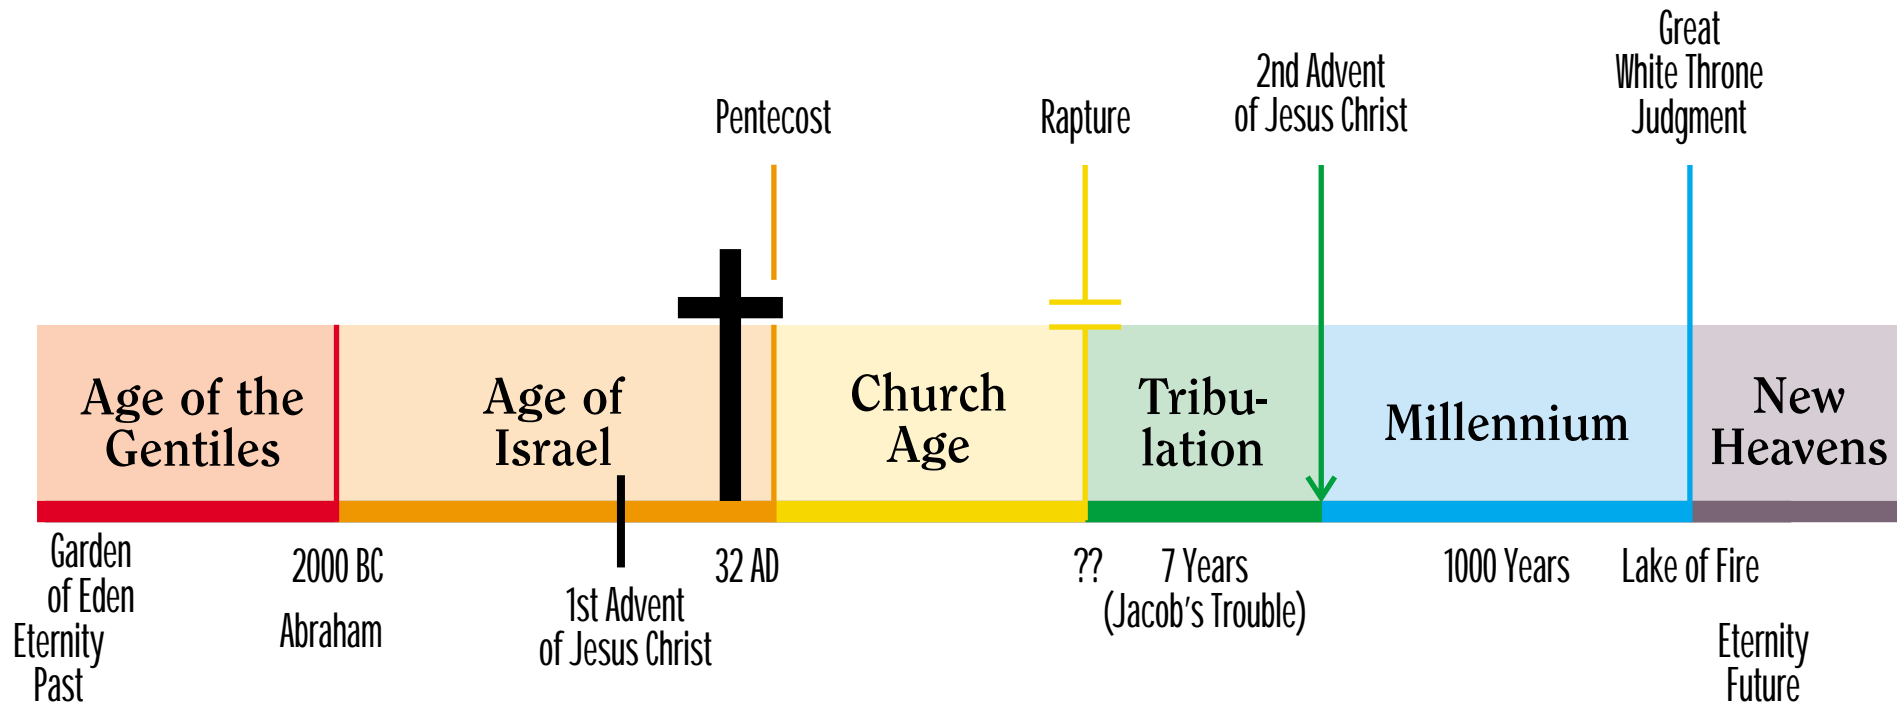 Great
White Throne
Judgment
2nd Advent
of Jesus Christ
Pentecost
Rapture
Age of the
Gentiles
Age of
Israel
Church
Age
Tribu-
lation
Millennium
New
Heavens
Garden
of Eden
Eternity
Past
2000 BC
Abraham
1st Advent
of Jesus Christ
32 AD
??
7 Years
(Jacob's Trouble)
1000 Years
Lake of Fire
Eternity
Future